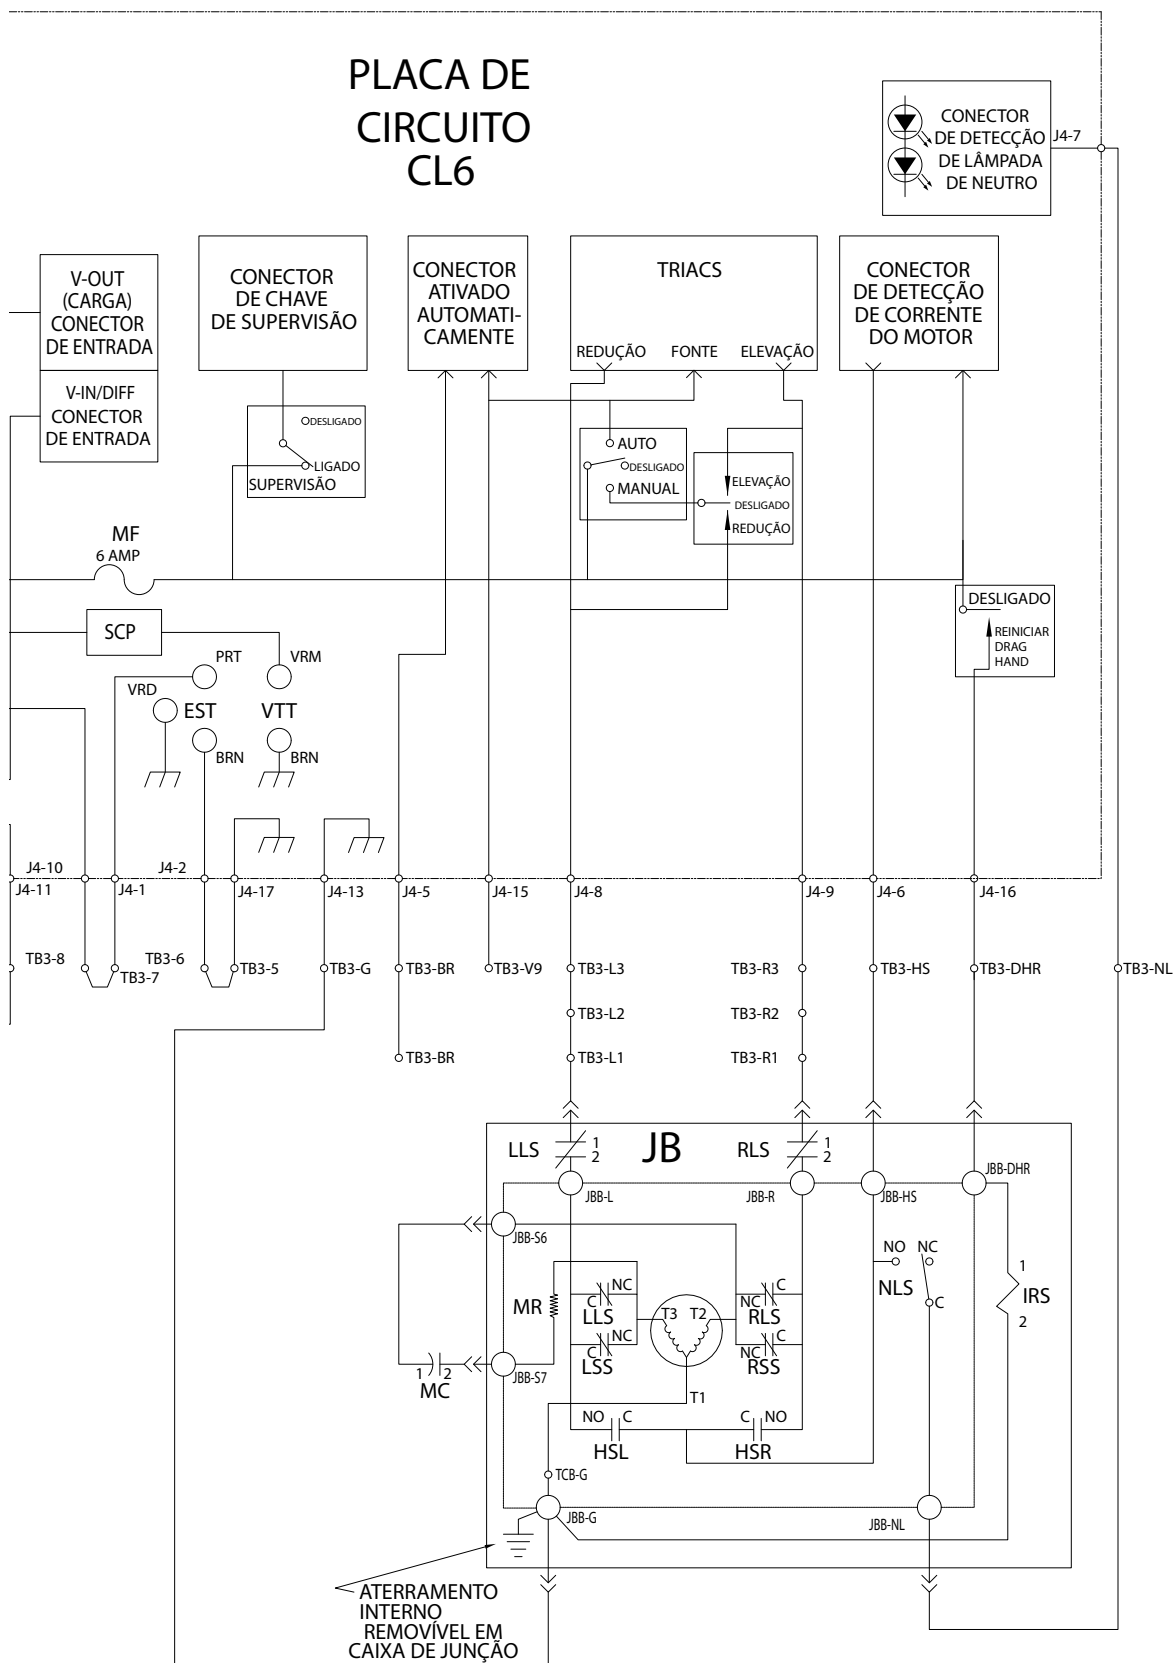 PLACA DE
CIRCUITO
CL6
CONECTOR
DE DETECÇÃO
DE LÂMPADA
DE NEUTRO
J4-7
V-OUT
(CARGA)
CONECTOR
DE ENTRADA
V-IN/DIFF
CONECTOR
DE ENTRADA
CONECTOR
DE CHAVE
DE SUPERVISÃO
CONECTOR
ATIVADO
AUTOMATI-
CAMENTE
TRIACS
REDUÇÃO FONTE ELEVAÇÃO
CONECTOR
DE DETECÇÃO
DE CORRENTE
DO MOTOR
DESLIGADO
LIGADO
SUPERVISÃO
AUTO
DESLIGADO
MANUAL
ELEVAÇÃO
DESLIGADO
REDUÇÃO
MF
6 AMP
SCP
DESLIGADO
REINICIAR
DRAG
HAND
PRT
VRM
VRD
EST
VTT
BRN
BRN
J4-10
J4-2
J4-11
J4-1
J4-17
J4-13
J4-5
J4-15
J4-8
J4-9
J4-6
J4-16
TB3-8
TB3-7
TB3-6
TB3-5
TB3-G
TB3-BR
TB3-V9
TB3-L3
TB3-R3
TB3-HS
TB3-DHR
TB3-NL
TB3-L2
TB3-R2
TB3-BR
TB3-L1
TB3-R1
LLS
1
2
JB
RLS
1
2
JBB-L
JBB-R
JBB-HS
JBB-DHR
JBB-S6
NO NC
NLS
C
1
IRS
2
MR
NC
C
LLS
NC
C
LSS
T3 T2
C
NC
RLS
C
NC
RSS
1 2
MC
JBB-S7
T1
NO C
HSL
C NO
HSR
TCB-G
JBB-G
JBB-NL
ATERRAMENTO
INTERNO
REMOVÍVEL EM
CAIXA DE JUNÇÃO